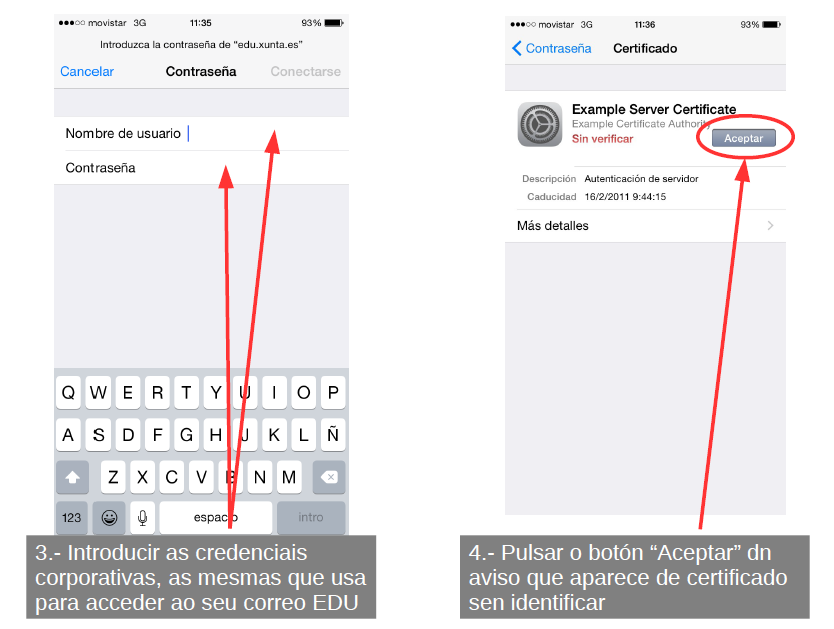 movistar 3G 11:35 93%
Introduzca la contraseña de “edu.xunta.es”
Cancelar Contraseña Conectarse
Nombre de usuario
Contraseña
Q W E R T Y U I O P
A S D F G H J K L Ñ
Z X C V B N M
123 espacio intro
3.- Introducir as credenciais
corporativas, as mesmas que usa
para acceder ao seu correo EDU
movistar 3G 11:36 93%
Contraseña Certificado
Example Server Certificate
Example Certificate Authority
Sin verificar
Aceptar
Descripción Autenticación de servidor
Caducidad 16/2/2011 9:44:15
Más detalles
4.- Pulsar o botón “Aceptar” dn
aviso que aparece de certificado
sen identificar